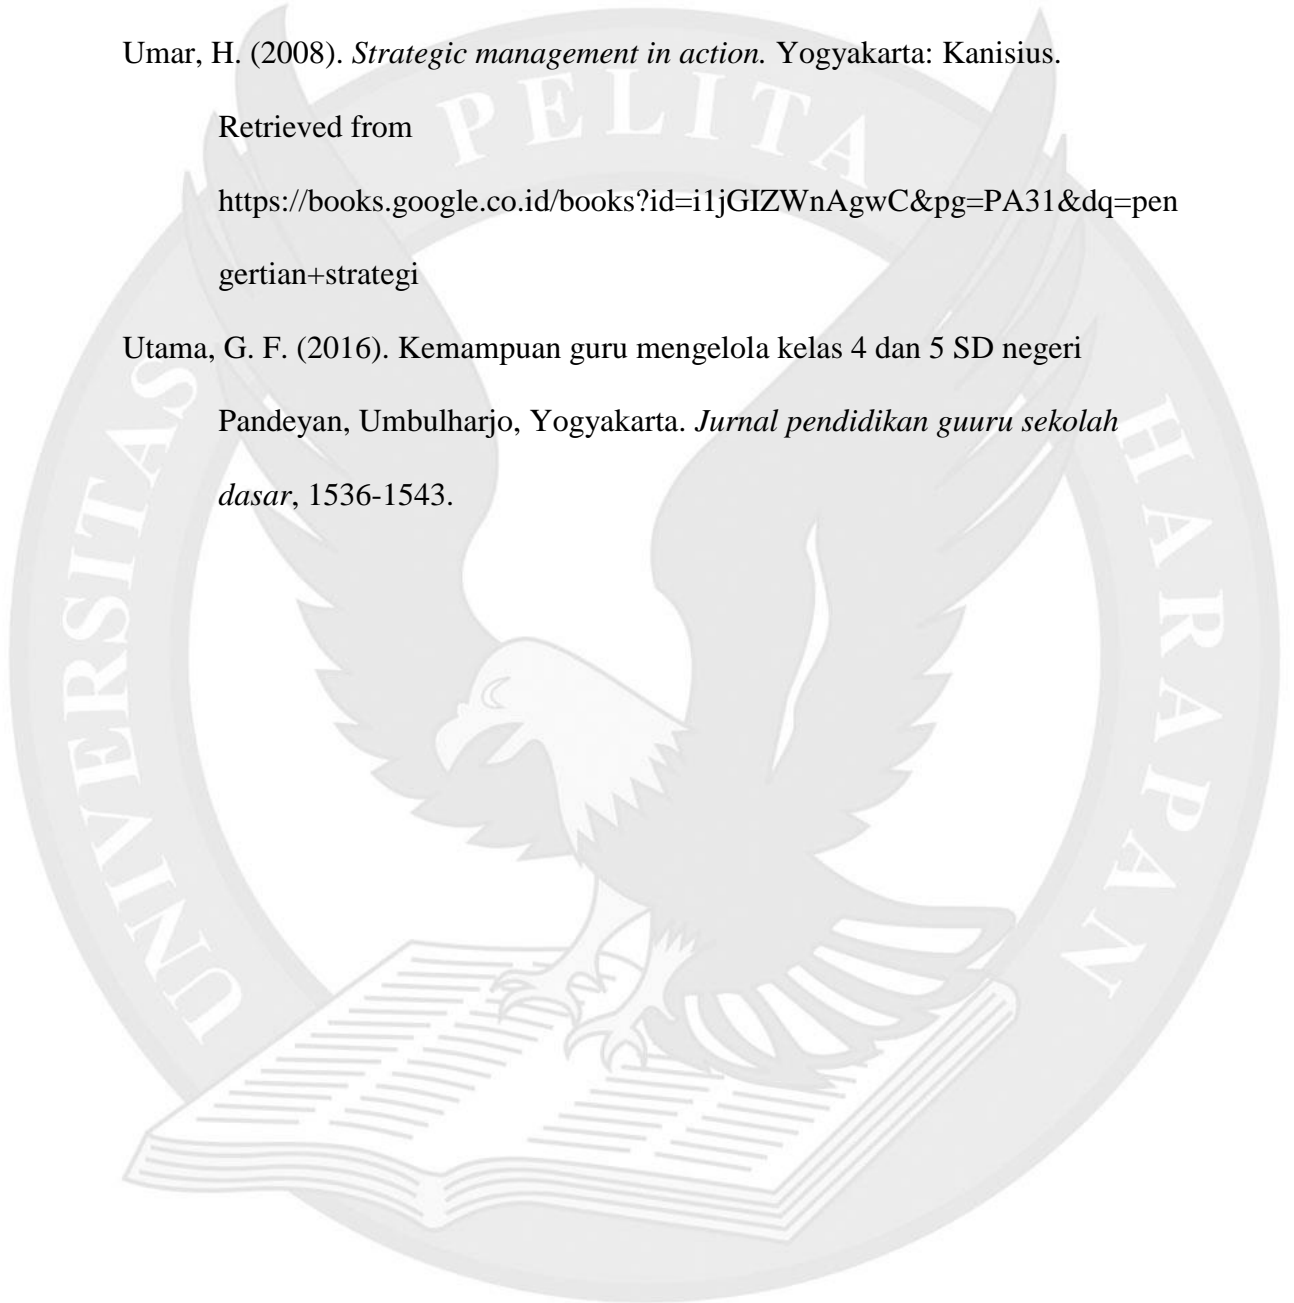 Umar, H. (2008). Strategic management in action. Yogyakarta: Kanisius.
Retrieved from
https://books.google.co.id/books?id=i1jGIZWnAgwC&pg=PA31&dq=pen
gertian+strategi
Utama, G. F. (2016). Kemampuan guru mengelola kelas 4 dan 5 SD negeri
Pandeyan, Umbulharjo, Yogyakarta. Jurnal pendidikan guuru sekolah
dasar, 1536-1543.
UNIVERSITAS PELITA HARAPAN